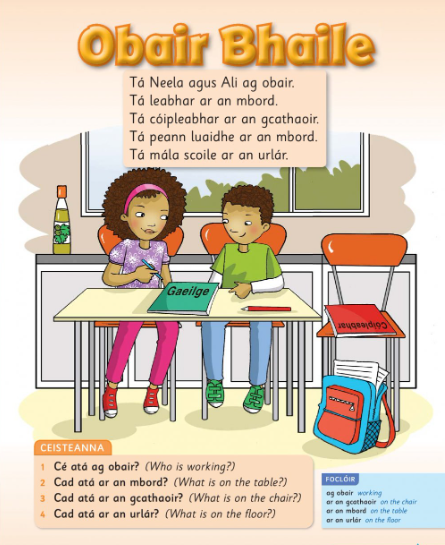 Obair Bhaile
Tá Neela agus Ali ag obair.
Tá leabhar ar an mbord.
Tá cóipleabhar ar an gcathaoir.
Tá peann luaidhe ar an mbord.
Tá mála scoile ar an urlár.
Gaeilge
Cóipleabhar
CEISTEANNA
1 Cé atá ag obair? (Who is working?)
2 Cad atá ar an mbord? (What is on the table?)
3 Cad atá ar an gcathaoir? (What is on the chair?)
4 Cad atá ar an urlár? (What is on the floor?)
FOCLÓIR
ag obair working
ar an gcathaoir on the chair
ar an mbord on the table
ar an urlár on the floor